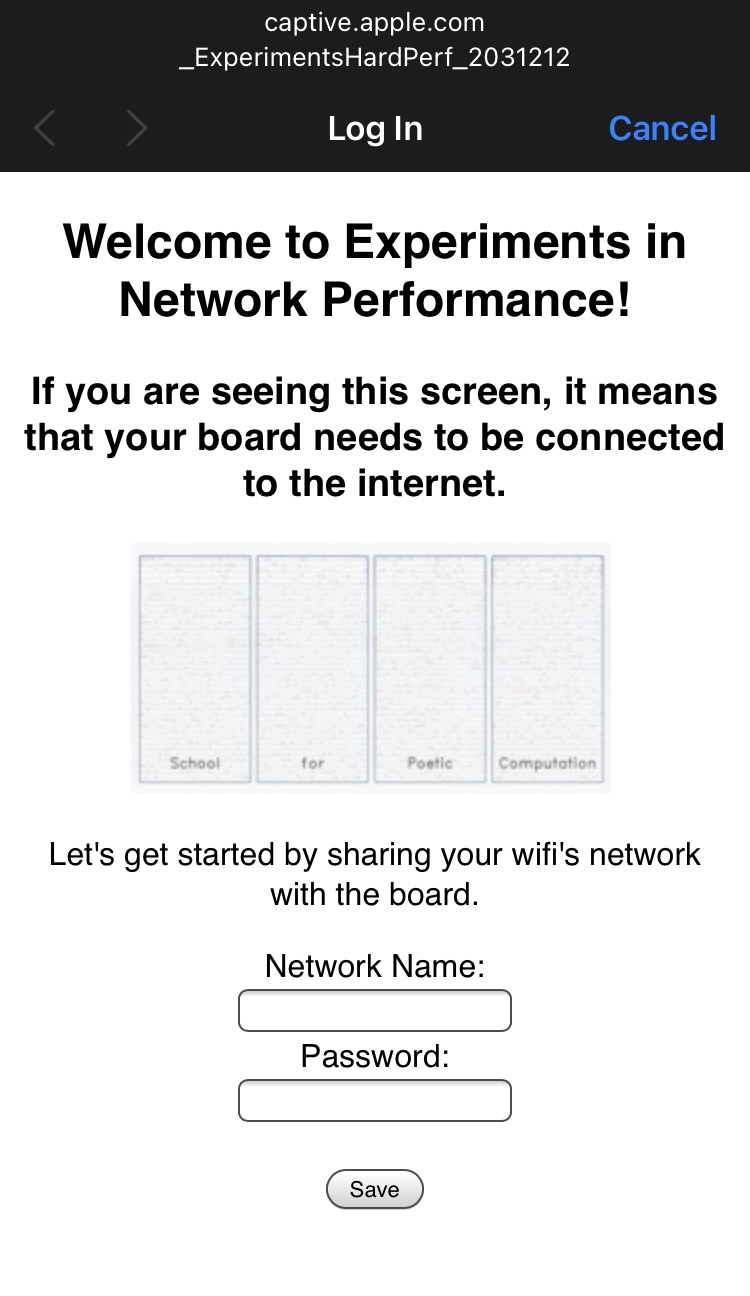 captive.apple.com
_ExperimentsHardPerf_2031212
Log In
Cancel
Welcome to Experiments in
Network Performance!
If you are seeing this screen, it means
that your board needs to be connected
to the internet.
School for Poetic Computation
Let's get started by sharing your wifi's network
with the board.
Network Name:
Password:
Save